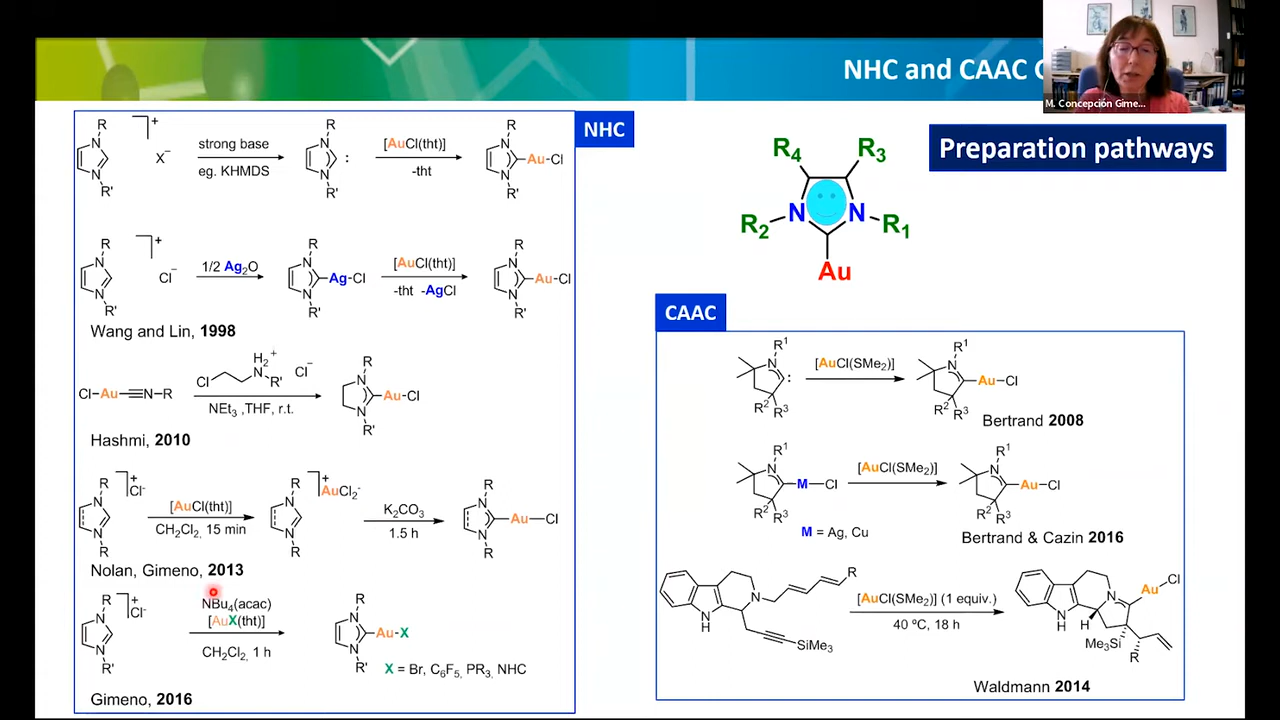 NHC and CAAC
M. Concepción Gime...
NHC
Preparation pathways
R
N
N
R'
+
X⁻
strong base
eg. KHMDS
R
N
:
N
R'
[AuCl(tht)]
-tht
R
N
Au-Cl
N
R'
R
N
N
R'
+
Cl⁻
1/2 Ag₂O
R
N
Ag-Cl
N
R'
[AuCl(tht)]
-tht -AgCl
R
N
Au-Cl
N
R'
Wang and Lin, 1998
Cl-Au N-R
Cl
H₂
N
+
R'
Cl⁻
NEt₃ ,THF, r.t.
R
N
Au-Cl
N
R'
Hashmi, 2010
R
N
N
R
+
Cl⁻
[AuCl(tht)]
CH₂Cl₂, 15 min
R
N
N
R
+
AuCl₂⁻
K₂CO₃
1.5 h
R
N
Au Cl
N
R
Nolan, Gimeno, 2013
R
N
N
R'
+
Cl⁻
NBu₄(acac)
[AuX(tht)]
CH₂Cl₂, 1 h
R
N
Au-X
N
R'
X = Br, C₆F₅, PR₃, NHC
Gimeno, 2016
R₄ R₃
N N
R₂ R₁
Au
CAAC
R¹
N
:
R² R³
[AuCl(SMe₂)]
R¹
N
Au Cl
R² R³
Bertrand 2008
R¹
N
M Cl
R² R³
[AuCl(SMe₂)]
R¹
N
Au Cl
R² R³
M = Ag, Cu
Bertrand & Cazin 2016
R
N
N
H
SiMe₃
[AuCl(SMe₂)] (1 equiv.)
40 ºC, 18 h
Cl
Au
N
N
H
H
Me₃Si
R
Waldmann 2014